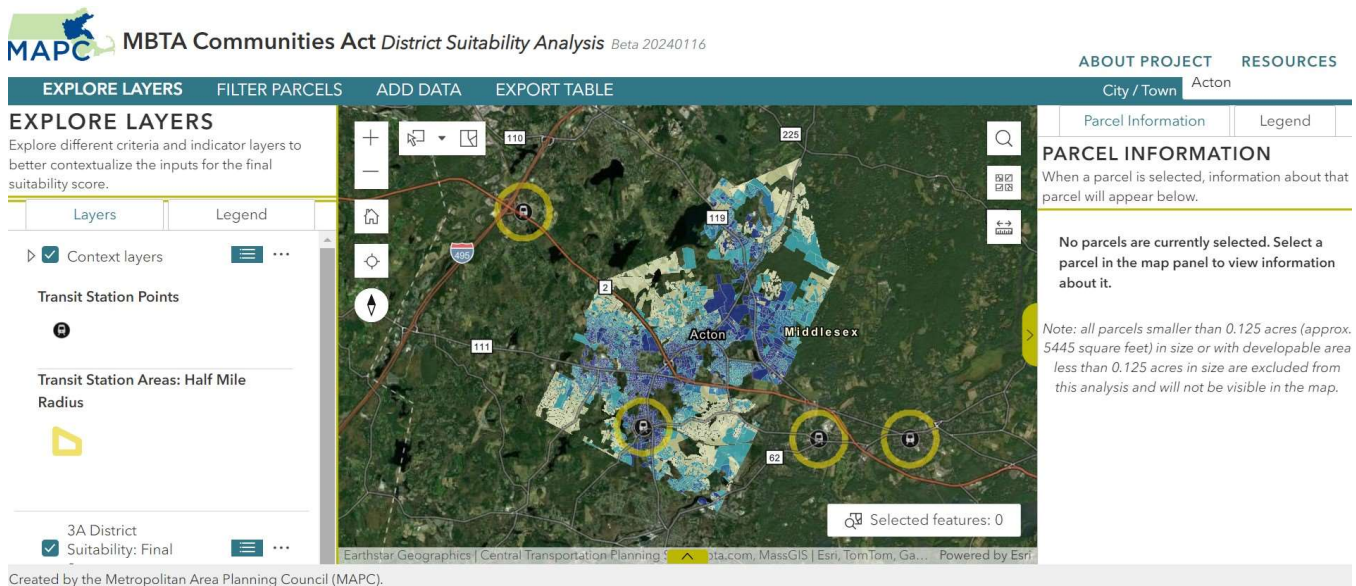 MAPC
MBTA Communities Act District Suitability Analysis Beta 20240116
ABOUT PROJECT RESOURCES
EXPLORE LAYERS FILTER PARCELS ADD DATA EXPORT TABLE
City / Town Acton
EXPLORE LAYERS
Explore different criteria and indicator layers to
better contextualize the inputs for the final
suitability score.
Layers Legend
Context layers
Transit Station Points
Transit Station Areas: Half Mile
Radius
3A District
Suitability: Final
110
225
119
495
2
Acton
Middlesex
111
62
Selected features: 0
Earthstar Geographics | Central Transportation Planning S ota.com, MassGIS | Esri, TomTom, Ga... Powered by Esri
Parcel Information Legend
PARCEL INFORMATION
When a parcel is selected, information about that
parcel will appear below.
No parcels are currently selected. Select a
parcel in the map panel to view information
about it.
Note: all parcels smaller than 0.125 acres (approx.
5445 square feet) in size or with developable area
less than 0.125 acres in size are excluded from
this analysis and will not be visible in the map.
Created by the Metropolitan Area Planning Council (MAPC).